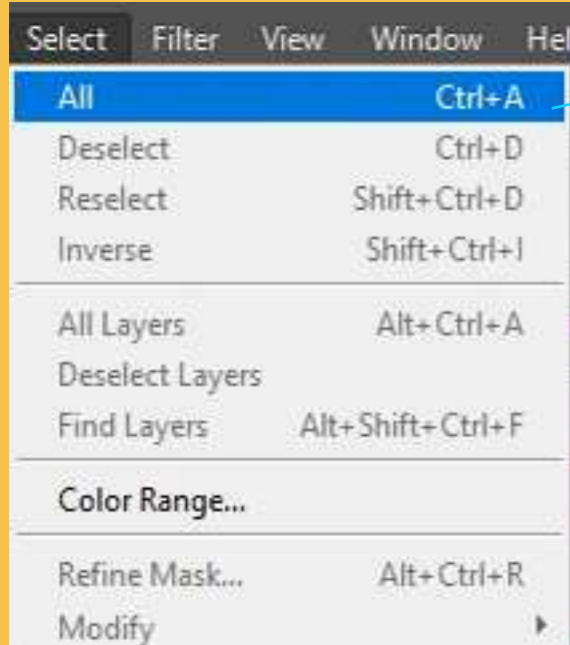 Select Filter View Window Hel
All Ctrl+A
Deselect Ctrl+D
Reselect Shift+Ctrl+D
Inverse Shift+Ctrl+I
All Layers Alt+Ctrl+A
Deselect Layers
Find Layers Alt+Shift+Ctrl+F
Color Range...
Refine Mask... Alt+Ctrl+R
Modify